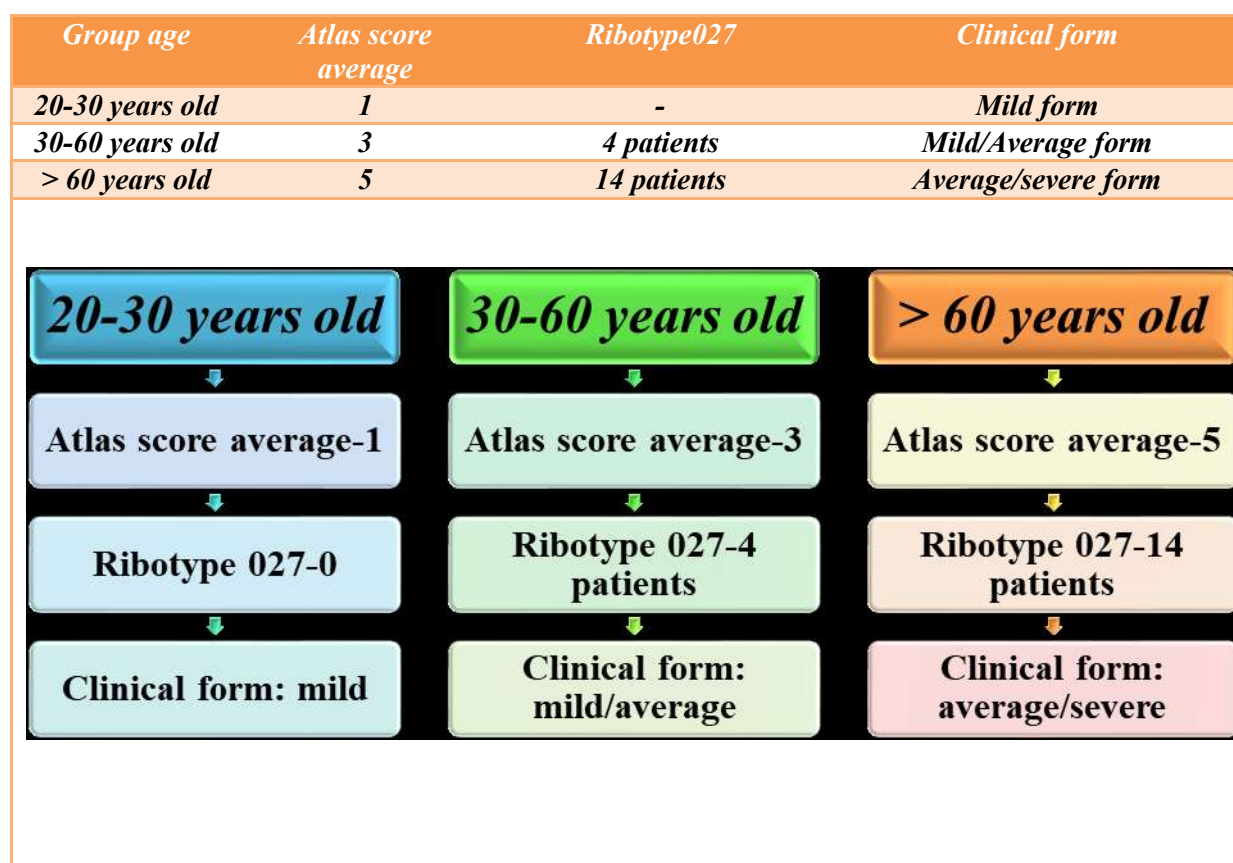 Group age Atlas score average Ribotype027 Clinical form
20-30 years old 1 - Mild form
30-60 years old 3 4 patients Mild/Average form
> 60 years old 5 14 patients Average/severe form
20-30 years old 30-60 years old > 60 years old
Atlas score average-1 Atlas score average-3 Atlas score average-5
Ribotype 027-0 Ribotype 027-4 patients Ribotype 027-14 patients
Clinical form: mild Clinical form: mild/average Clinical form: average/severe